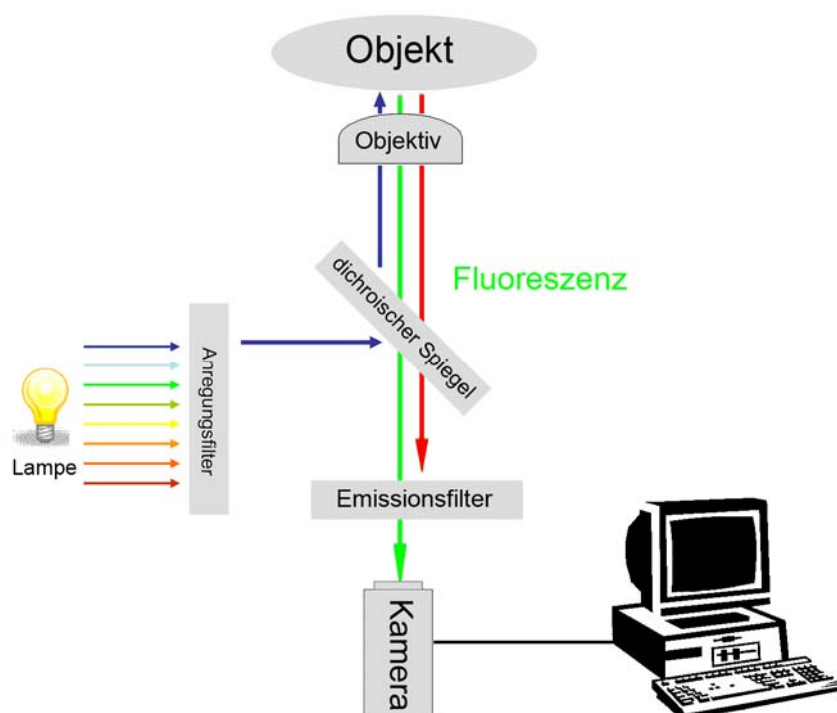 Objekt
Objektiv
dichroischer Spiegel
Fluoreszenz
Anregungsfilter
Lampe
Emissionsfilter
Kamera